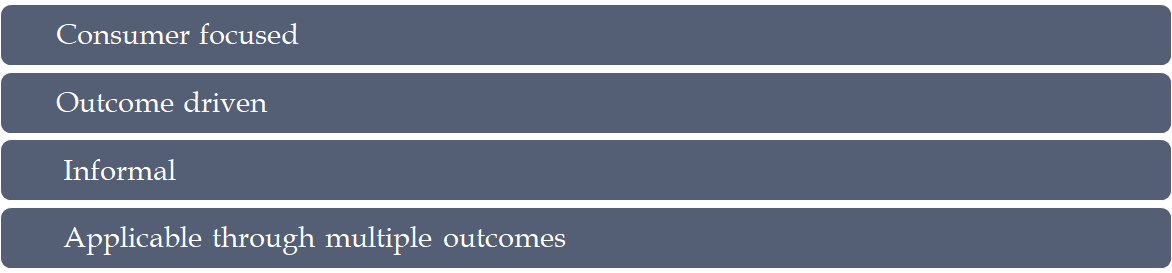 Consumer focused
Outcome driven
Informal
Applicable through multiple outcomes